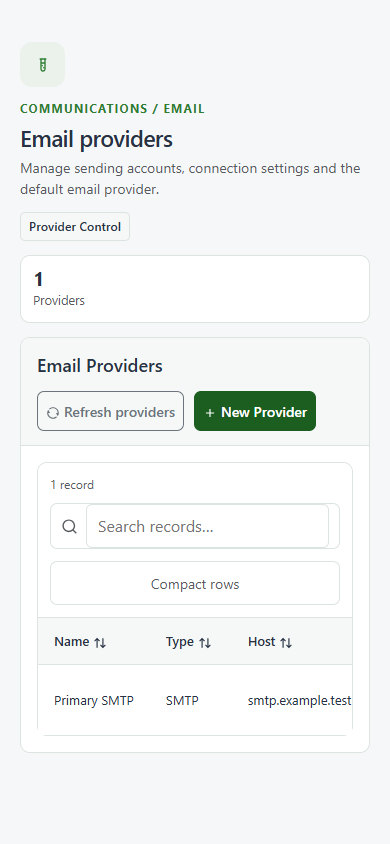 COMMUNICATIONS / EMAIL
Email providers
Manage sending accounts, connection settings and the
default email provider.
Provider Control
1
Providers
Email Providers
Refresh providers
+ New Provider
1 record
Search records...
Compact rows
Name Type Host
Primary SMTP SMTP smtp.example.test